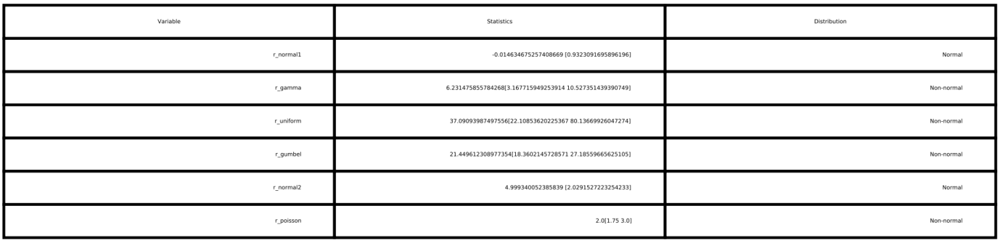 Variable Statistics Distribution
r_normal1 -0.014634675257408669 [0.9323091695896196] Normal
r_gamma 6.231475855784268[3.167715949253914 10.527351439390749] Non-normal
r_uniform 37.09093987497556[22.10853620225367 80.13669926047274] Non-normal
r_gumbel 21.449612308977354[18.3602145728571 27.18559665625105] Non-normal
r_normal2 4.999340052385839 [2.0291527223254233] Normal
r_poisson 2.0[1.75 3.0] Non-normal